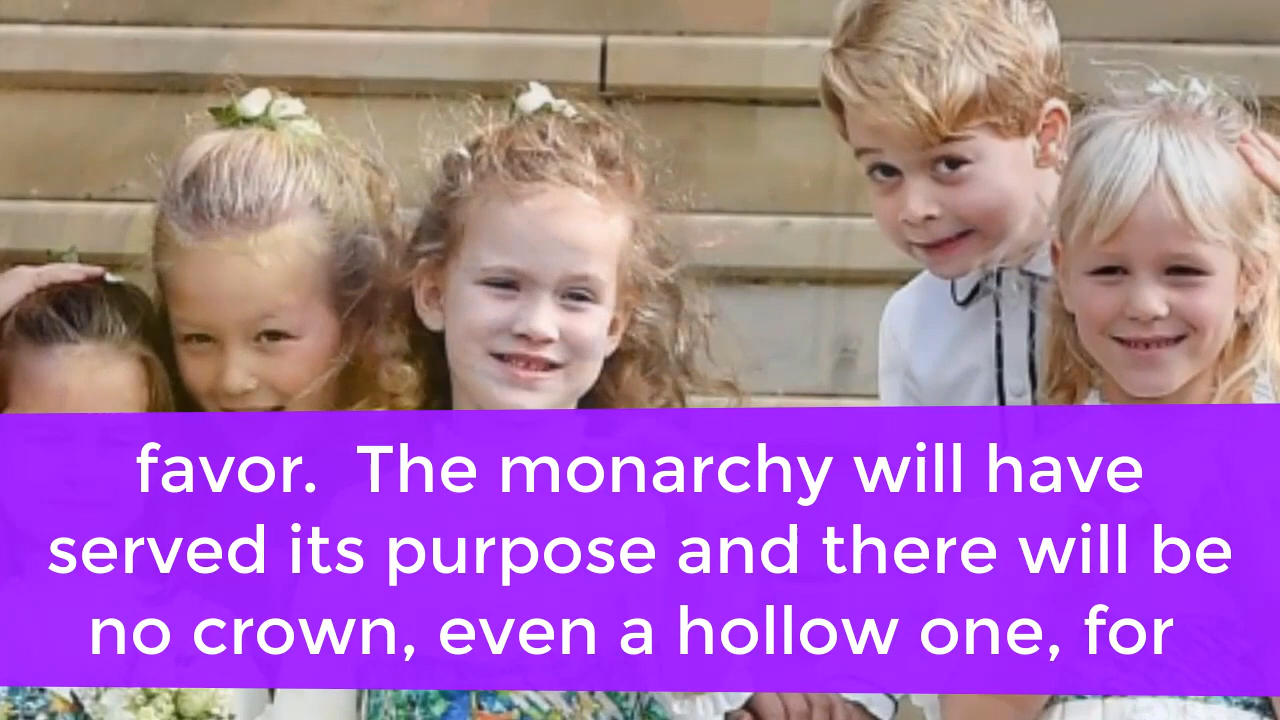 favor.  The monarchy will have
served its purpose and there will be
no crown, even a hollow one, for